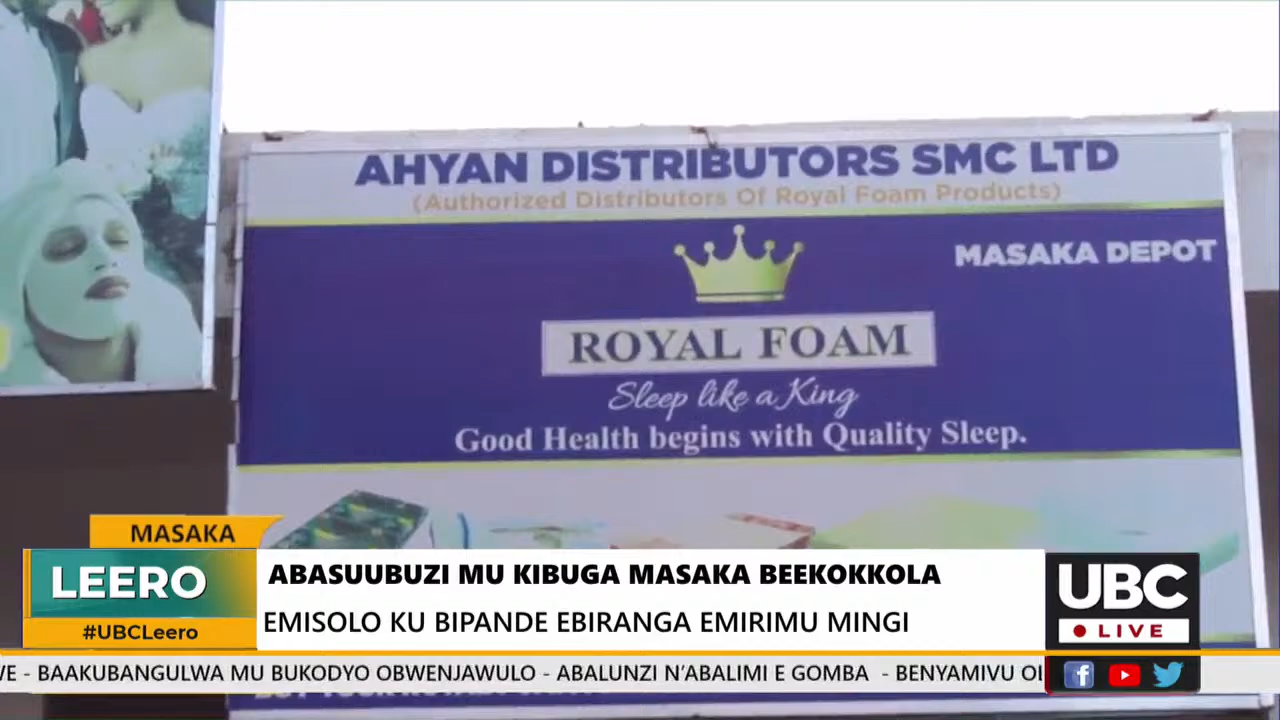 AHYAN DISTRIBUTORS SMC LTD
(Authorized Distributors Of Royal Foam Products)
MASAKA DEPOT
ROYAL FOAM
Sleep like a King
Good Health begins with Quality Sleep.
MASAKA
LEERO
#UBCLeero
ABASUUBUZI MU KIBUGA MASAKA BEEKOKKOLA
EMISOLO KU BIPANDE EBIRANGA EMIRIMU MINGI
UBC
LIVE
- BAAKUBANGULWA MU BUKODYO OBWENJAWULO - ABALUNZI N'ABALIMI E GOMBA - BENYAMIVU